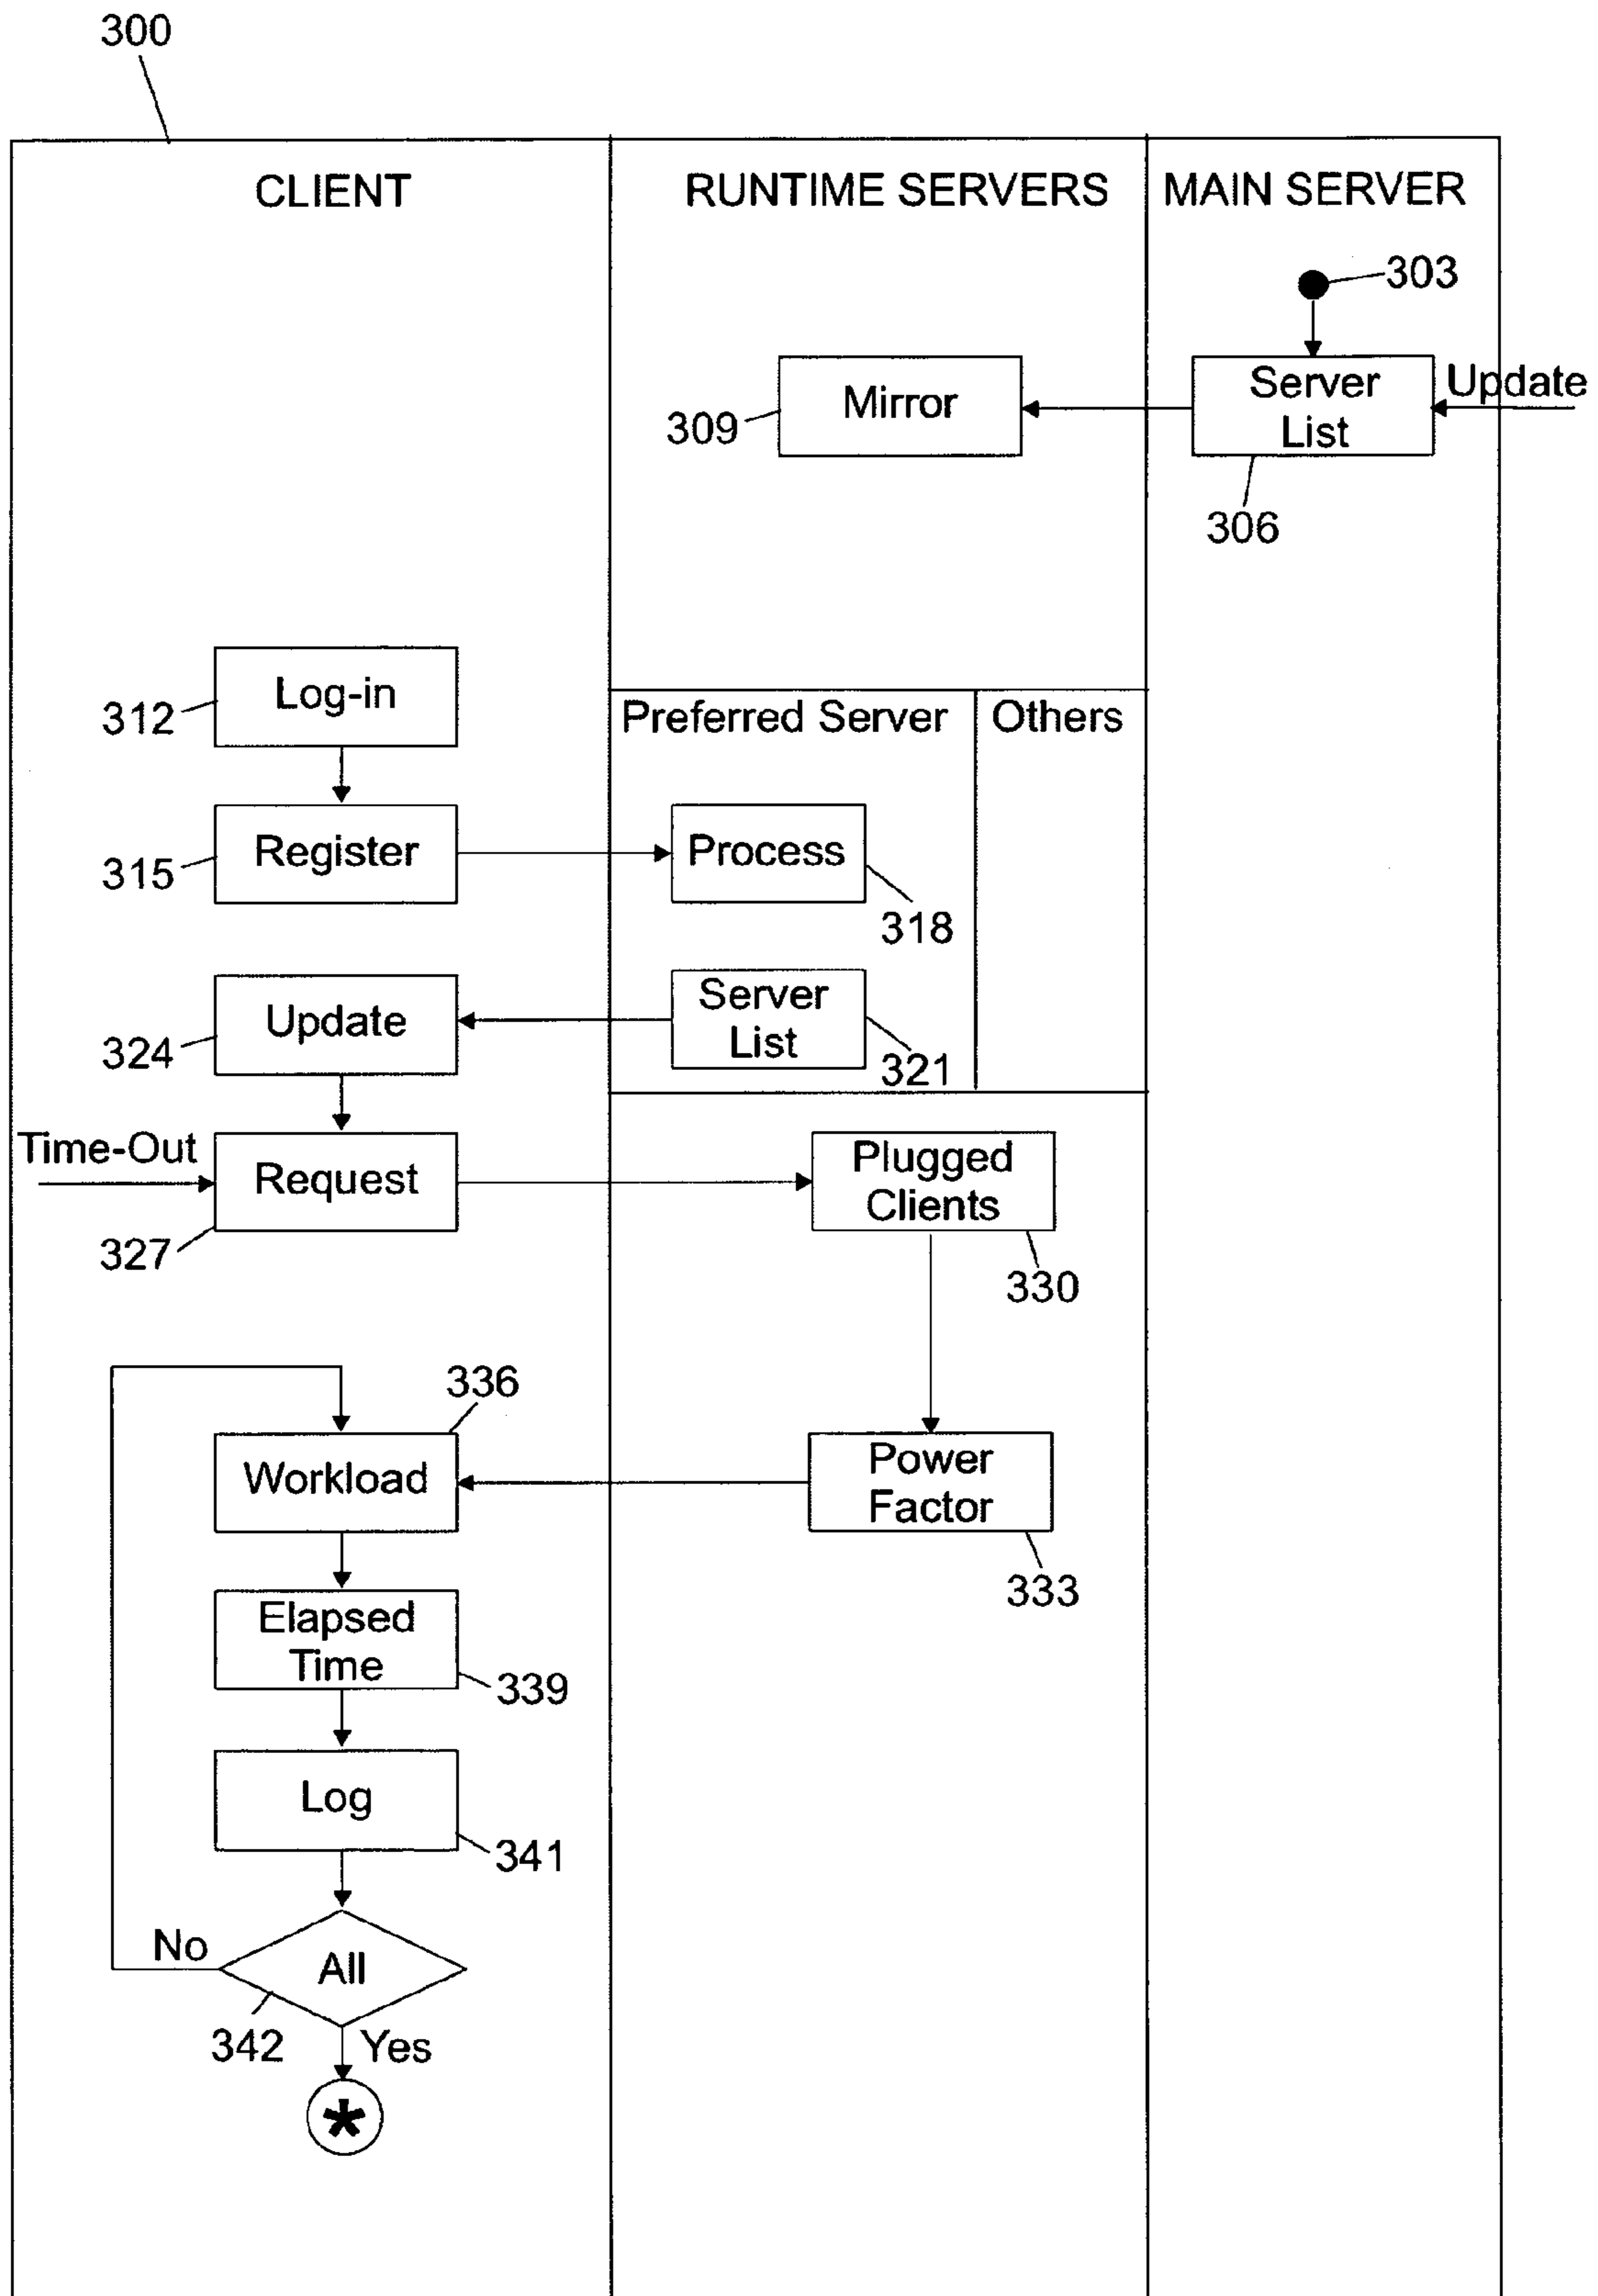 300
CLIENT
RUNTIME SERVERS
MAIN SERVER
303
Mirror
309
Server
List
Update
306
Log-in
312
Preferred Server
Others
Register
315
Process
318
Update
324
Server
List
321
Time-Out
Request
327
Plugged
Clients
330
336
Workload
Power
Factor
333
Elapsed
Time
339
Log
341
No
All
342
Yes
*